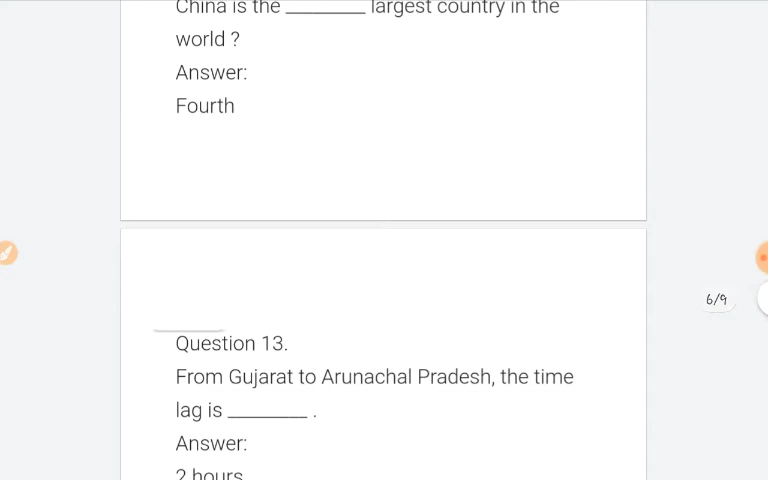 China is the ________ largest country in the
world ?
Answer:
Fourth
6/9
Question 13.
From Gujarat to Arunachal Pradesh, the time
lag is ________ .
Answer:
2 hours